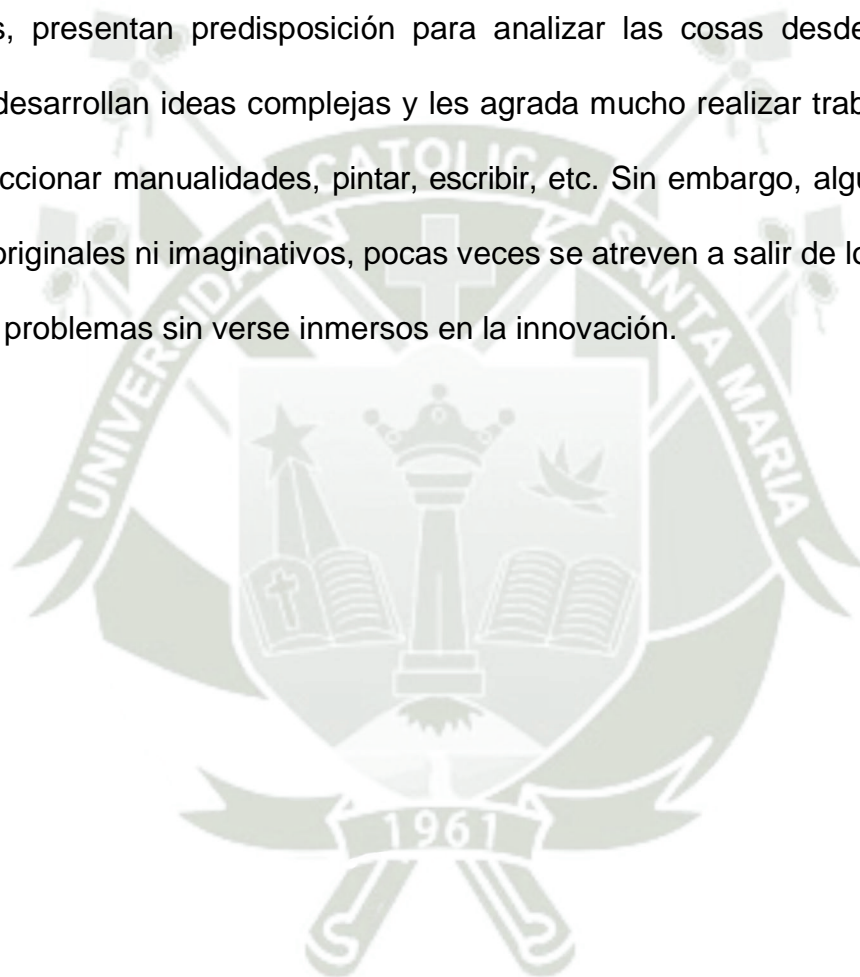 s, presentan predisposición para analizar las cosas desde
desarrollan ideas complejas y les agrada mucho realizar trab
ccionar manualidades, pintar, escribir, etc. Sin embargo, algu
originales ni imaginativos, pocas veces se atreven a salir de lo
problemas sin verse inmersos en la innovación.
UNIVERSIDAD CATOLICA SANTA MARIA
1961